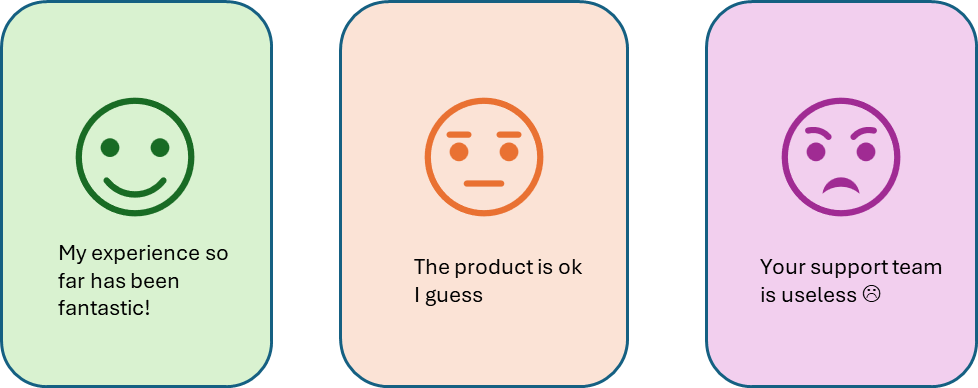 My experience so
far has been
fantastic!
The product is ok
I guess
Your support team
is useless ☹